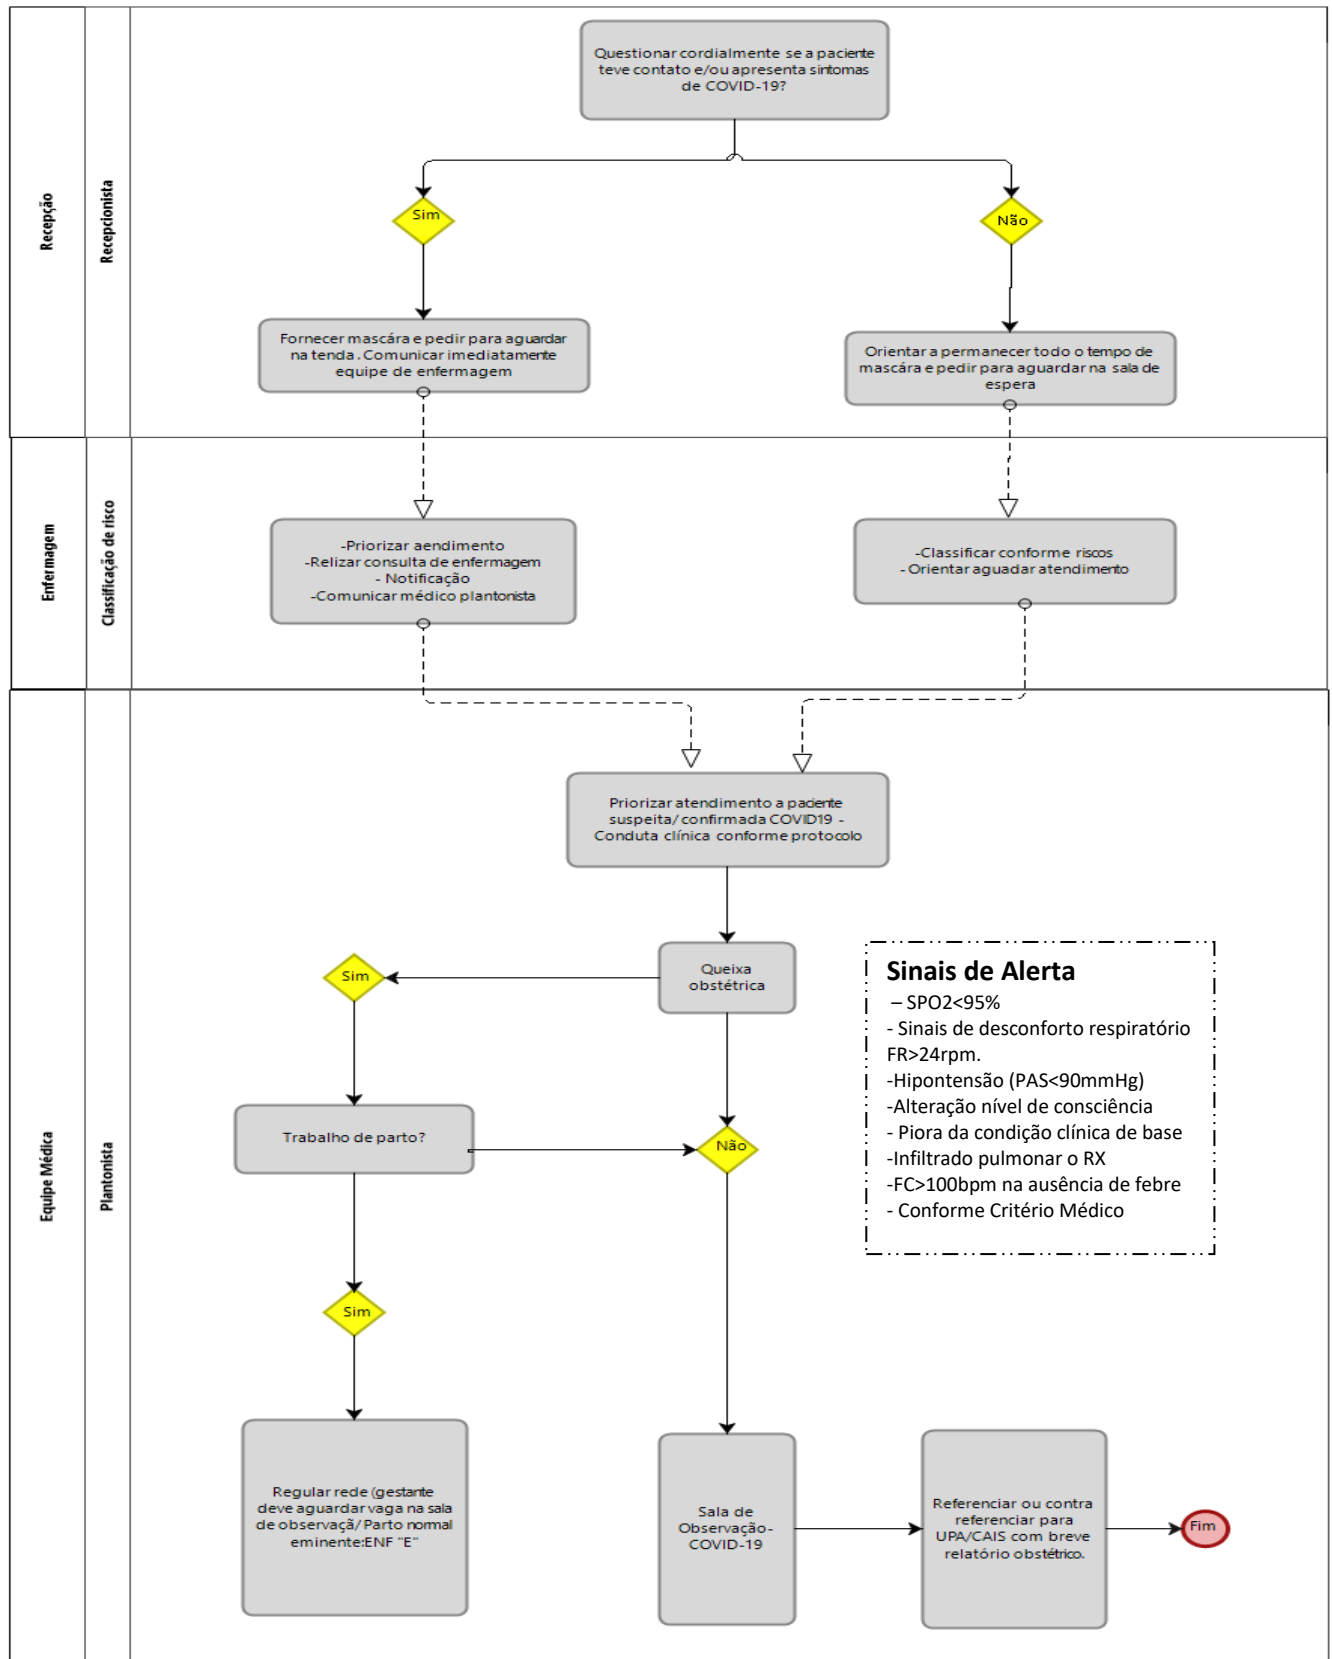 Recepção
Recepcionista
Questionar cordialmente se a paciente
teve contato e/ou apresenta sintomas
de COVID-19?
Sim
Não
Fornecer mascára e pedir para aguardar
na tenda . Comunicar imediatamente
equipe de enfermagem
Orientar a permanecer todo o tempo de
mascára e pedir para aguardar na sala de
espera
Enfermagem
Classificação de risco
-Priorizar aendimento
-Relizar consulta de enfermagem
- Notificação
-Comunicar médico plantonista
-Classificar conforme riscos
- Orientar aguadar atendimento
Equipe Médica
Plantonista
Priorizar atendimento a paciente
suspeita/ confirmada COVID19 -
Conduta clínica conforme protocolo
Queixa
obstétrica
Sim
Sinais de Alerta
– SPO2<95%
- Sinais de desconforto respiratório
FR>24rpm.
-Hipontensão (PAS<90mmHg)
-Alteração nível de consciência
- Piora da condição clínica de base
-Infiltrado pulmonar o RX
-FC>100bpm na ausência de febre
- Conforme Critério Médico
Trabalho de parto?
Não
Sim
Regular rede (gestante
deve aguardar vaga na sala
de observaçã/ Parto normal
eminente:ENF "E"
Sala de
Observação-
COVID-19
Referenciar ou contra
referenciar para
UPA/CAIS com breve
relatório obstétrico.
Fim